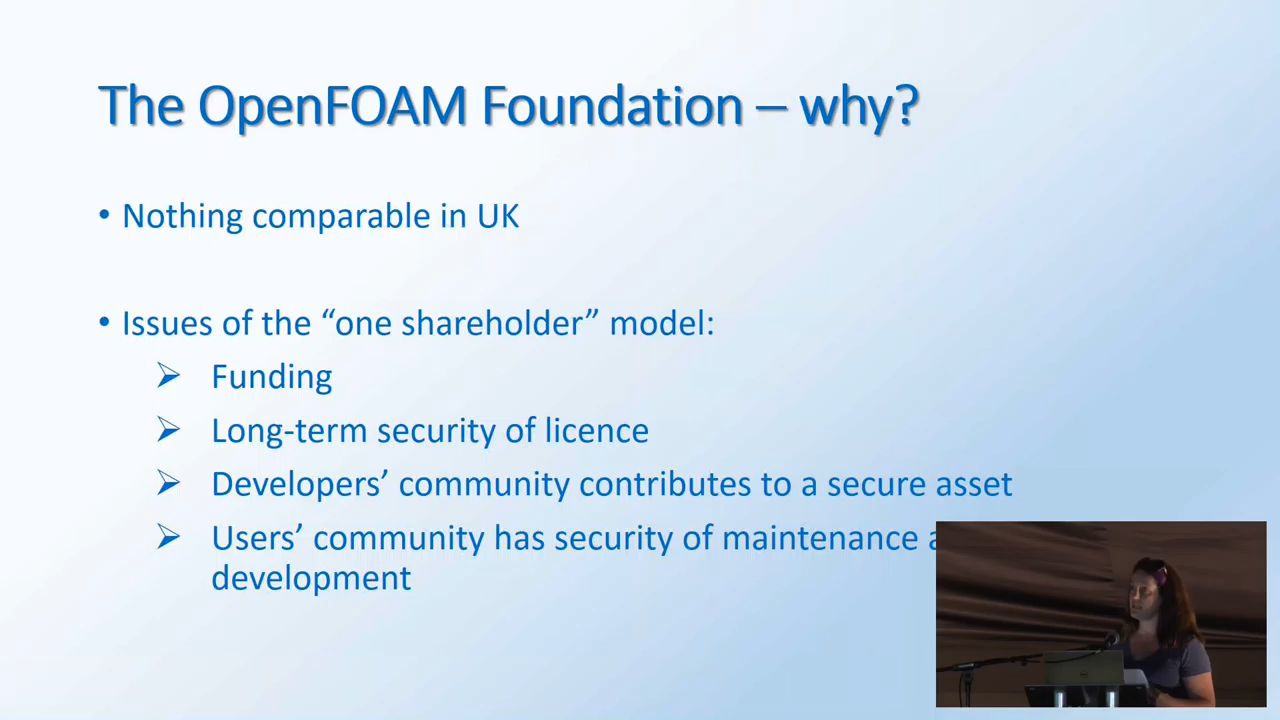 The OpenFOAM Foundation – why?
• Nothing comparable in UK
• Issues of the “one shareholder” model:
➢ Funding
➢ Long-term security of licence
➢ Developers’ community contributes to a secure asset
➢ Users’ community has security of maintenance
development